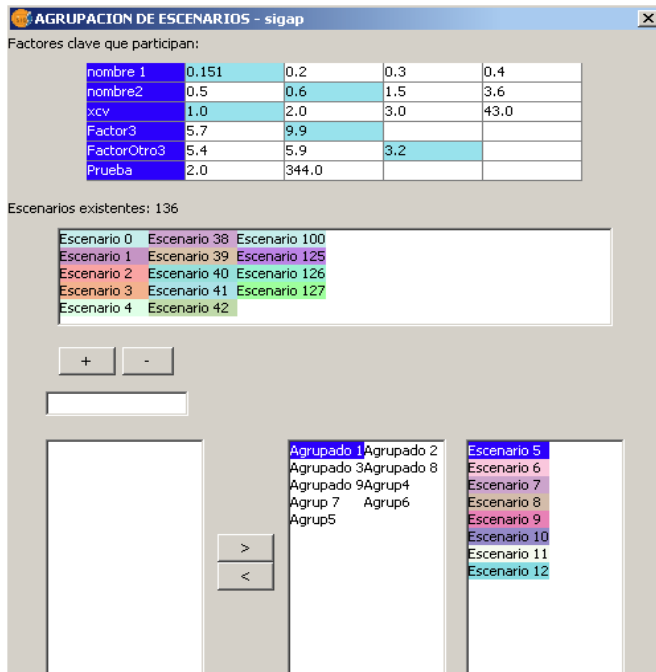 AGRUPACION DE ESCENARIOS - sigap
Factores clave que participan:
nombre 1 0.151 0.2 0.3 0.4
nombre2 0.5 0.6 1.5 3.6
xcv 1.0 2.0 3.0 43.0
Factor3 5.7 9.9
FactorOtro3 5.4 5.9 3.2
Prueba 2.0 344.0
Escenarios existentes: 136
Escenario 0 Escenario 38 Escenario 100
Escenario 1 Escenario 39 Escenario 125
Escenario 2 Escenario 40 Escenario 126
Escenario 3 Escenario 41 Escenario 127
Escenario 4 Escenario 42
+ -
Agrupado 1 Agrupado 2
Agrupado 3 Agrupado 8
Agrupado 9 Agrup4
Agrup 7 Agrup6
Agrup5
>
<
Escenario 5
Escenario 6
Escenario 7
Escenario 8
Escenario 9
Escenario 10
Escenario 11
Escenario 12